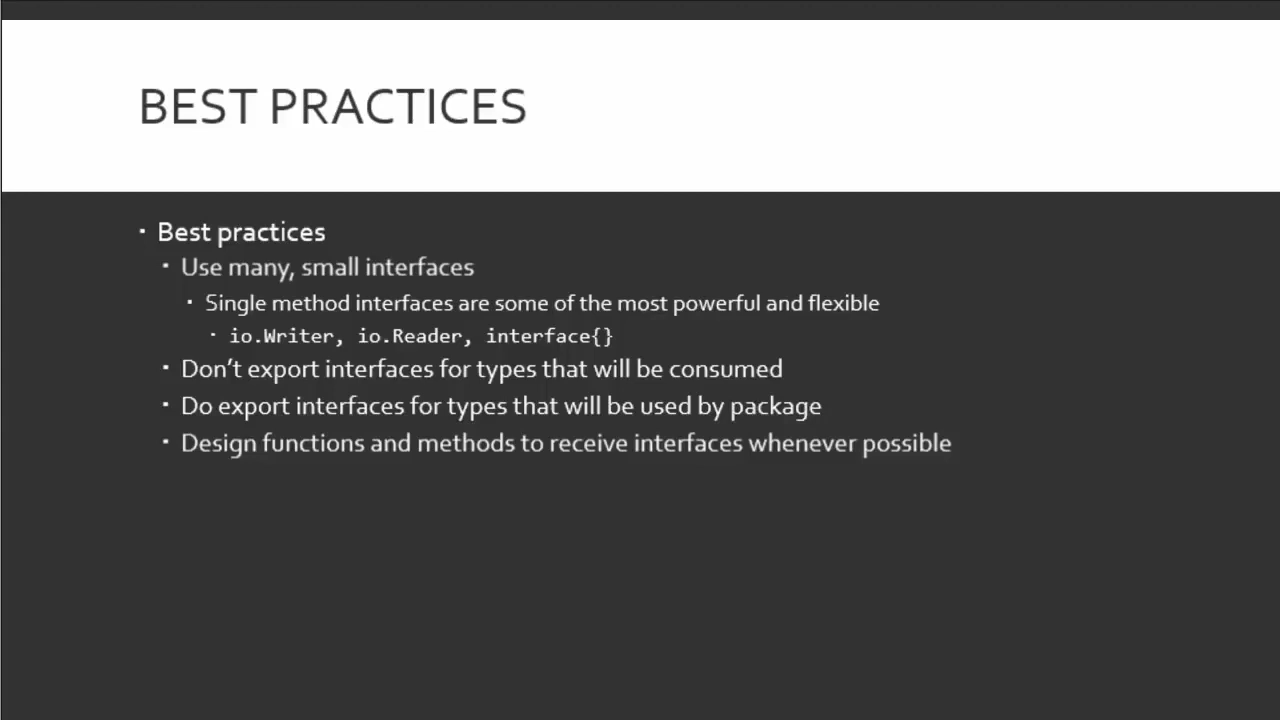 BEST PRACTICES
▪ Best practices
▪ Use many, small interfaces
▪ Single method interfaces are some of the most powerful and flexible
▪ io.Writer, io.Reader, interface{}
▪ Don’t export interfaces for types that will be consumed
▪ Do export interfaces for types that will be used by package
▪ Design functions and methods to receive interfaces whenever possible